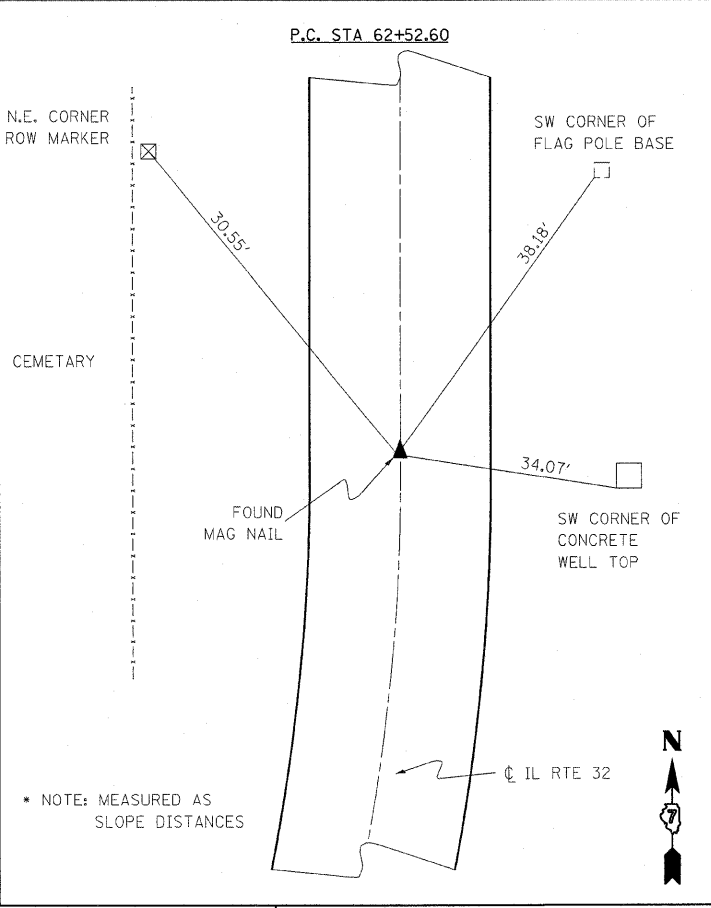 P.C. STA 62+52.60
N.E. CORNER
ROW MARKER
SW CORNER OF
FLAG POLE BASE
30.55'
38.18'
CEMETARY
34.07'
FOUND
MAG NAIL
SW CORNER OF
CONCRETE
WELL TOP
N
℄ IL RTE 32
7
* NOTE: MEASURED AS
SLOPE DISTANCES